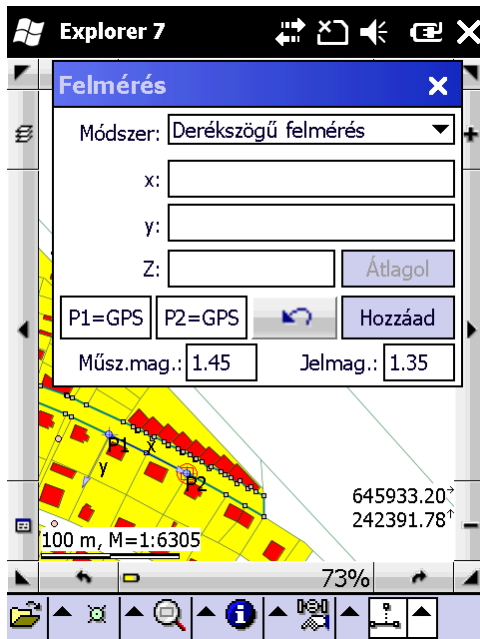 Explorer 7
Felmérés
Módszer: Derékszögű felmérés
x:
y:
Z: Átlagol
P1=GPS P2=GPS Hozzáad
Műsz.mag.: 1.45 Jelmag.: 1.35
P1 x
y
P2
645933.20
242391.78
100 m, M=1:6305
73%